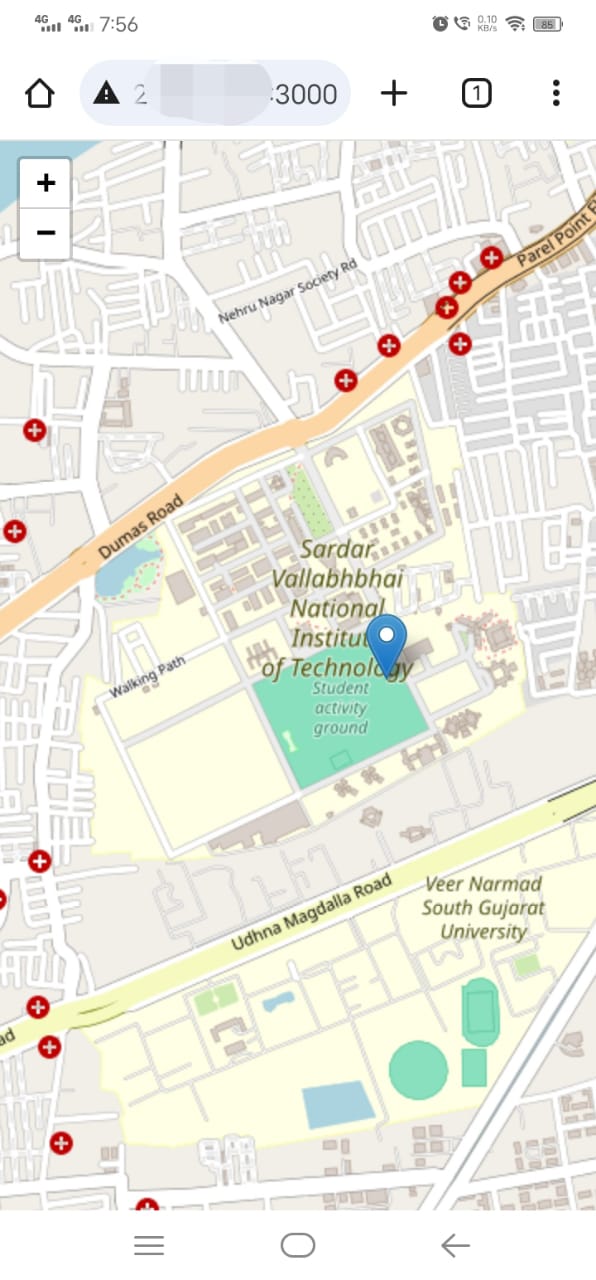 4G 4G 7:56 0.10 KB/s 85
2 :3000 1
+
−
Parel Point
Nehru Nagar Society Rd
Dumas Road
Sardar
Vallabhbhai
National
Institut
of Technology
Student
activity
ground
Walking Path
Udhna Magdalla Road
Veer Narmad
South Gujarat
University
ad